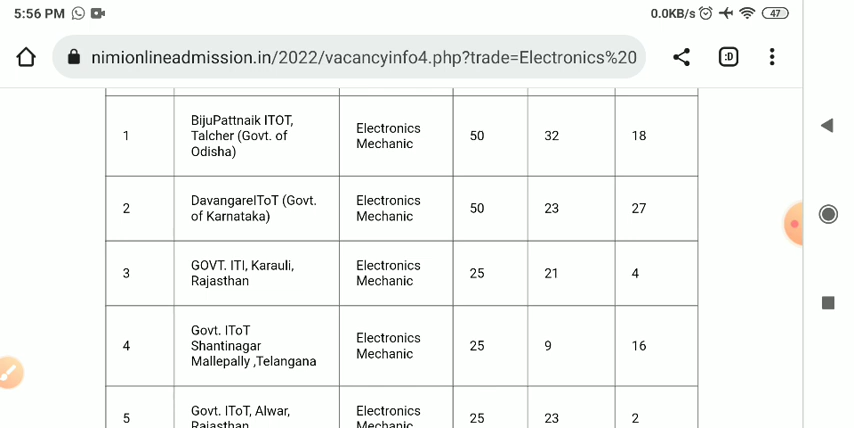 5:56 PM
0.0KB/s
47
nimionlineadmission.in/2022/vacancyinfo4.php?trade=Electronics%20
:D
1
BijuPattnaik ITOT,
Talcher (Govt. of
Odisha)
Electronics
Mechanic
50
32
18
2
DavangareIToT (Govt.
of Karnataka)
Electronics
Mechanic
50
23
27
3
GOVT. ITI, Karauli,
Rajasthan
Electronics
Mechanic
25
21
4
4
Govt. IToT
Shantinagar
Mallepally ,Telangana
Electronics
Mechanic
25
9
16
5
Govt. IToT, Alwar,
Rajasthan
Electronics
Mechanic
25
23
2